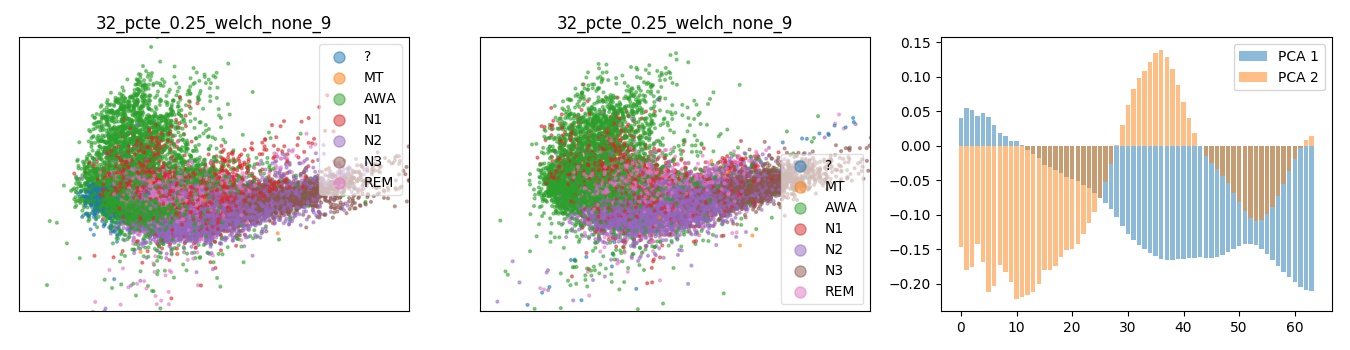 32_pcte_0.25_welch_none_9
?
MT
AWA
N1
N2
N3
REM
32_pcte_0.25_welch_none_9
?
MT
AWA
N1
N2
N3
REM
PCA 1
PCA 2
0.15
0.10
0.05
0.00
−0.05
−0.10
−0.15
−0.20
0 10 20 30 40 50 60